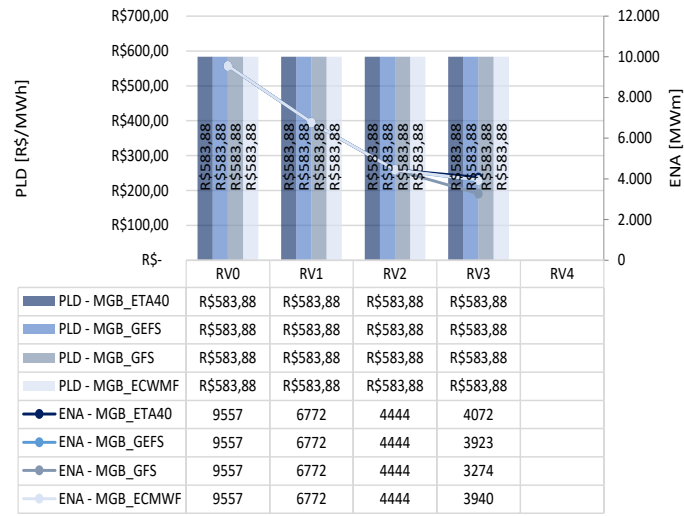 R$700,00
R$600,00
R$500,00
R$400,00
R$300,00
R$200,00
R$100,00
R$-
PLD [R$/MWh]
12.000
10.000
8.000
6.000
4.000
2.000
0
ENA [MWm]
R$583,88 R$583,88 R$583,88 R$583,88
R$583,88 R$583,88 R$583,88 R$583,88
R$583,88 R$583,88 R$583,88 R$583,88
R$583,88 R$583,88 R$583,88 R$583,88
RV0 RV1 RV2 RV3 RV4
PLD - MGB_ETA40 R$583,88 R$583,88 R$583,88 R$583,88
PLD - MGB_GEFS R$583,88 R$583,88 R$583,88 R$583,88
PLD - MGB_GFS R$583,88 R$583,88 R$583,88 R$583,88
PLD - MGB_ECWMF R$583,88 R$583,88 R$583,88 R$583,88
ENA - MGB_ETA40 9557 6772 4444 4072
ENA - MGB_GEFS 9557 6772 4444 3923
ENA - MGB_GFS 9557 6772 4444 3274
ENA - MGB_ECMWF 9557 6772 4444 3940